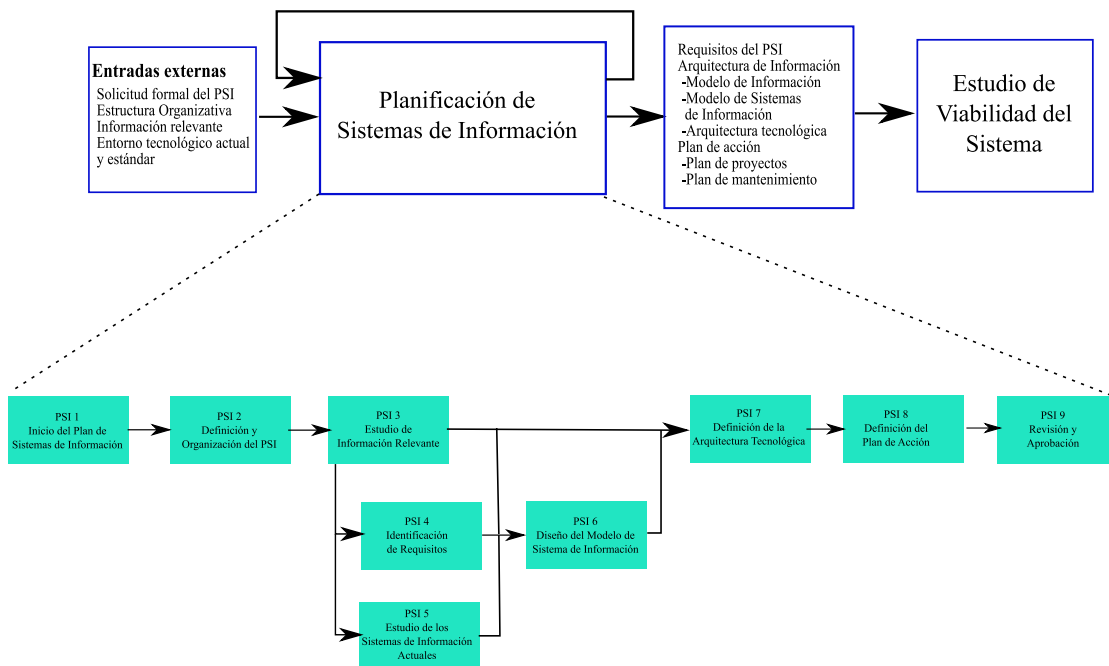 Entradas externas
Solicitud formal del PSI
Estructura Organizativa
Información relevante
Entorno tecnológico actual
y estándar
Planificación de
Sistemas de Información
Requisitos del PSI
Arquitectura de Información
-Modelo de Información
-Modelo de Sistemas
de Información
-Arquitectura tecnológica
Plan de acción
-Plan de proyectos
-Plan de mantenimiento
Estudio de
Viabilidad del
Sistema
PSI 1
Inicio del Plan de
Sistemas de Información
PSI 2
Definición y
Organización del PSI
PSI 3
Estudio de
Información Relevante
PSI 7
Definición de la
Arquitectura Tecnológica
PSI 8
Definición del
Plan de Acción
PSI 9
Revisión y
Aprobación
PSI 4
Identificación
de Requisitos
PSI 6
Diseño del Modelo de
Sistema de Información
PSI 5
Estudio de los
Sistemas de Información
Actuales